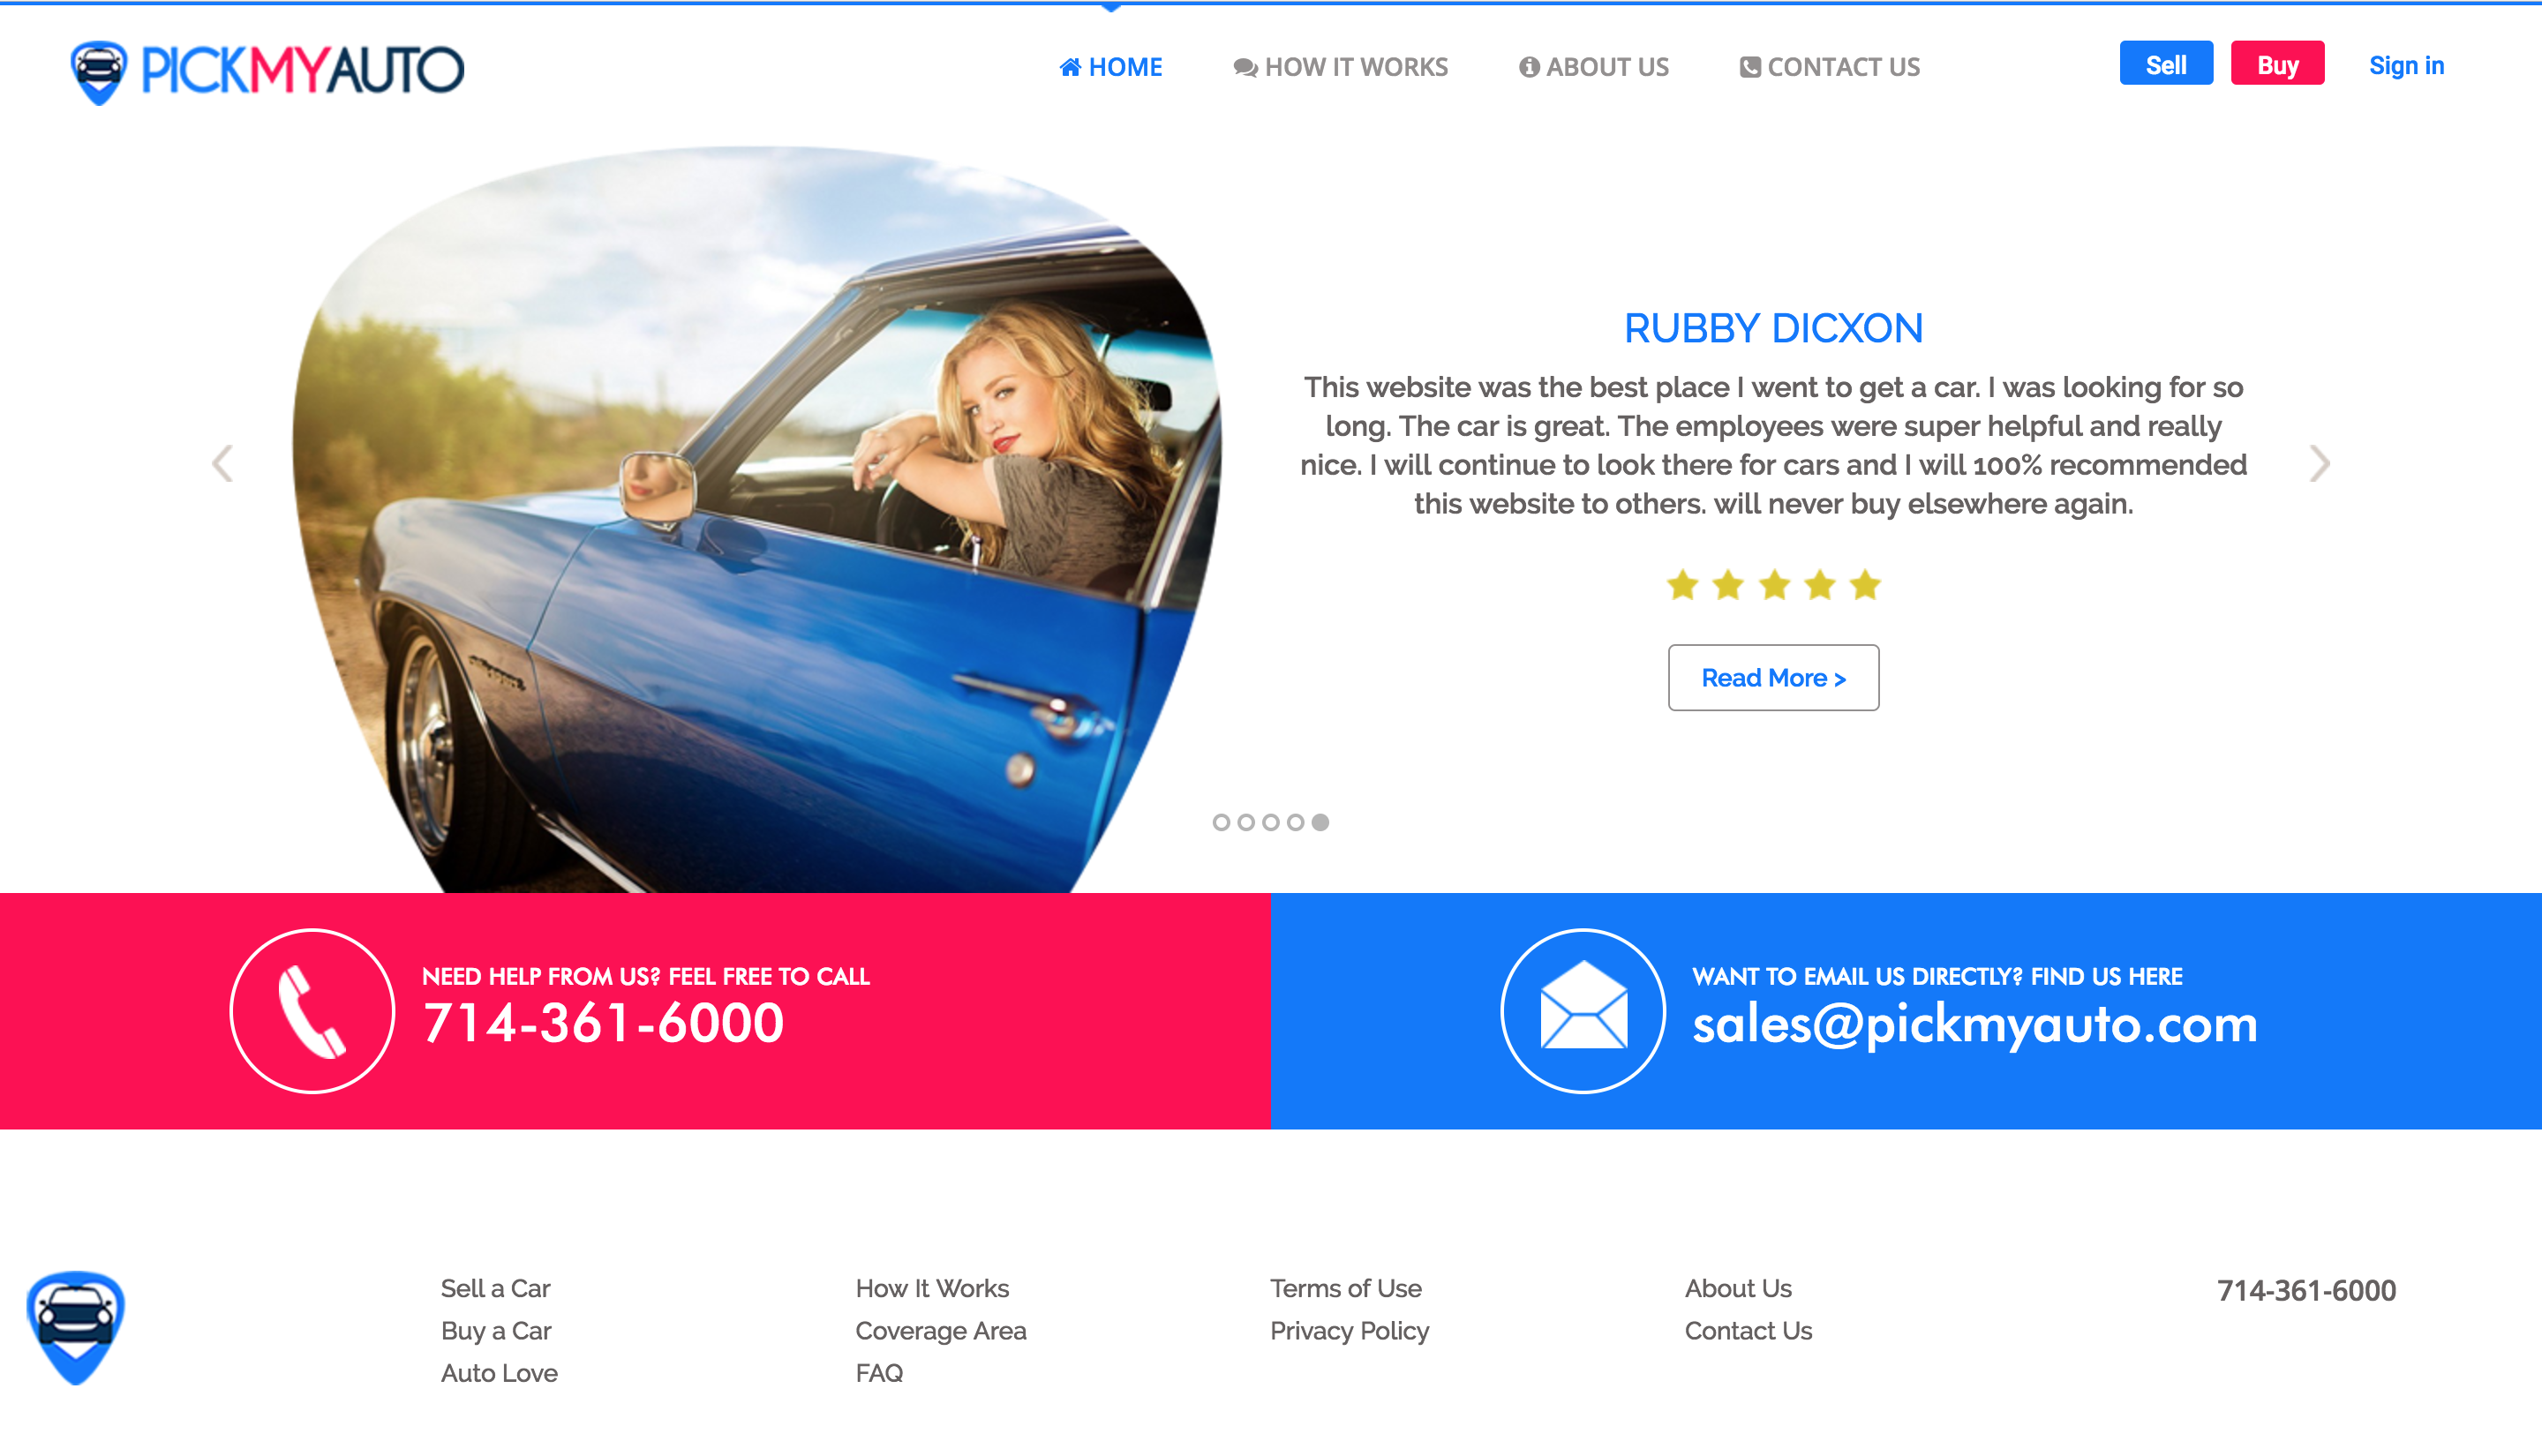 PICKMYAUTO
HOME
HOW IT WORKS
ABOUT US
CONTACT US
Sell
Buy
Sign in
RUBBY DICXON
This website was the best place I went to get a car. I was looking for so
long. The car is great. The employees were super helpful and really
nice. I will continue to look there for cars and I will 100% recommended
this website to others. will never buy elsewhere again.
Read More >
NEED HELP FROM US? FEEL FREE TO CALL
714-361-6000
WANT TO EMAIL US DIRECTLY? FIND US HERE
sales@pickmyauto.com
Sell a Car
Buy a Car
Auto Love
How It Works
Coverage Area
FAQ
Terms of Use
Privacy Policy
About Us
Contact Us
714-361-6000